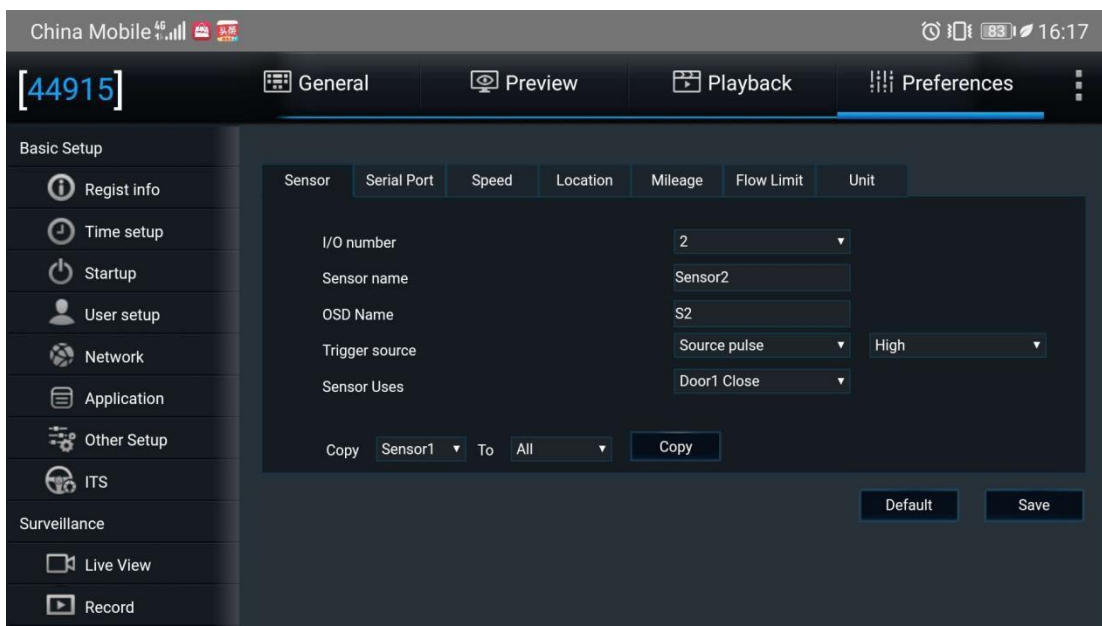 China Mobile 4G 83 16:17
[44915] General Preview Playback Preferences
Basic Setup
Regist info
Time setup
Startup
User setup
Network
Application
Other Setup
ITS
Surveillance
Live View
Record
Sensor Serial Port Speed Location Mileage Flow Limit Unit
I/O number 2
Sensor name Sensor2
OSD Name S2
Trigger source Source pulse High
Sensor Uses Door1 Close
Copy Sensor1 To All Copy
Default Save